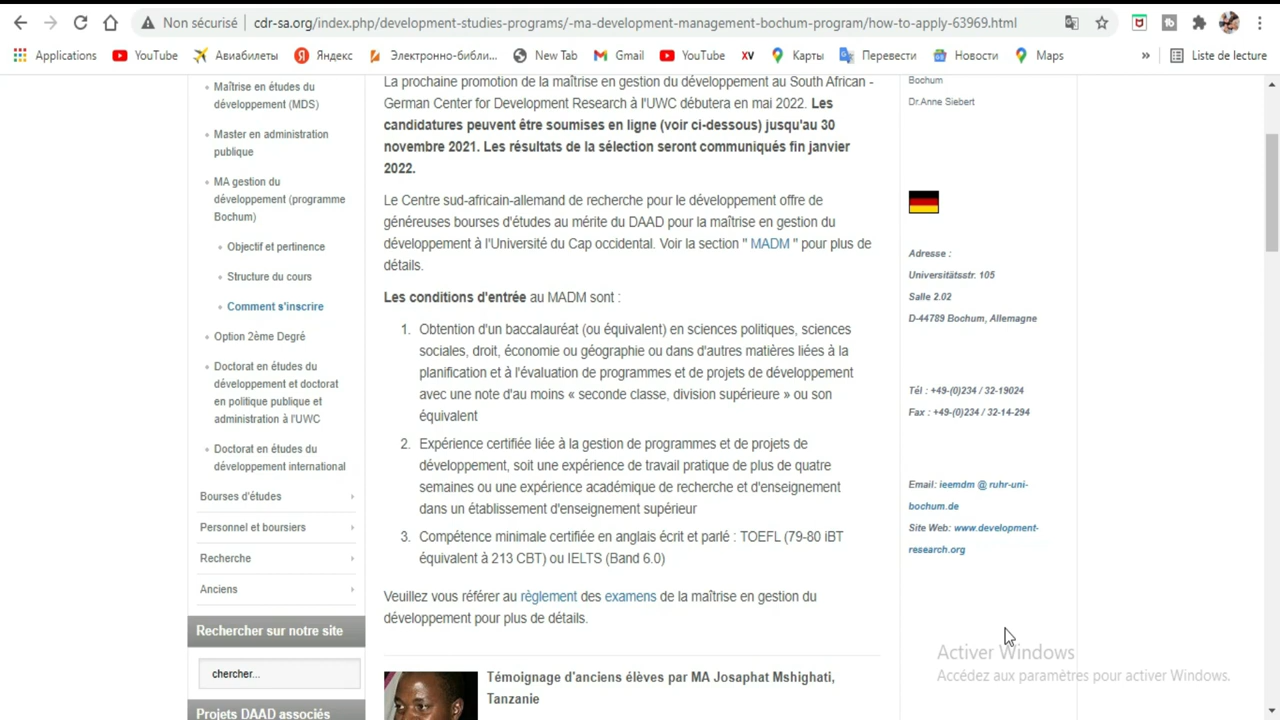 Non sécurisé
cdr-sa.org/index.php/development-studies-programs/-ma-development-management-bochum-program/how-to-apply-63969.html
Applications
YouTube
Авиабилеты
Яндекс
Электронно-библи...
New Tab
Gmail
YouTube
XV
Карты
Перевести
Новости
Maps
»
Liste de lecture
Maîtrise en études du
développement (MDS)
Master en administration
publique
MA gestion du
développement (programme
Bochum)
Objectif et pertinence
Structure du cours
Comment s'inscrire
Option 2ème Degré
Doctorat en études du
développement et doctorat
en politique publique et
administration à l'UWC
Doctorat en études du
développement international
Bourses d'études
Personnel et boursiers
Recherche
Anciens
Rechercher sur notre site
chercher...
Projets DAAD associés
La prochaine promotion de la maîtrise en gestion du développement au South African -
German Center for Development Research à l'UWC débutera en mai 2022. Les
candidatures peuvent être soumises en ligne (voir ci-dessous) jusqu'au 30
novembre 2021. Les résultats de la sélection seront communiqués fin janvier
2022.
Le Centre sud-africain-allemand de recherche pour le développement offre de
généreuses bourses d'études au mérite du DAAD pour la maîtrise en gestion du
développement à l'Université du Cap occidental. Voir la section " MADM " pour plus de
détails.
Les conditions d'entrée au MADM sont :
1. Obtention d'un baccalauréat (ou équivalent) en sciences politiques, sciences
sociales, droit, économie ou géographie ou dans d'autres matières liées à la
planification et à l'évaluation de programmes et de projets de développement
avec une note d'au moins « seconde classe, division supérieure » ou son
équivalent
2. Expérience certifiée liée à la gestion de programmes et de projets de
développement, soit une expérience de travail pratique de plus de quatre
semaines ou une expérience académique de recherche et d'enseignement
dans un établissement d'enseignement supérieur
3. Compétence minimale certifiée en anglais écrit et parlé : TOEFL (79-80 iBT
équivalent à 213 CBT) ou IELTS (Band 6.0)
Veuillez vous référer au règlement des examens de la maîtrise en gestion du
développement pour plus de détails.
Témoignage d'anciens élèves par MA Josaphat Mshighati,
Tanzanie
Bochum
Dr.Anne Siebert
Adresse :
Universitätsstr. 105
Salle 2.02
D-44789 Bochum, Allemagne
Tél : +49-(0)234 / 32-19024
Fax : +49-(0)234 / 32-14-294
Email: ieemdm @ ruhr-uni-
bochum.de
Site Web: www.development-
research.org
Activer Windows
Accédez aux paramètres pour activer Windows.